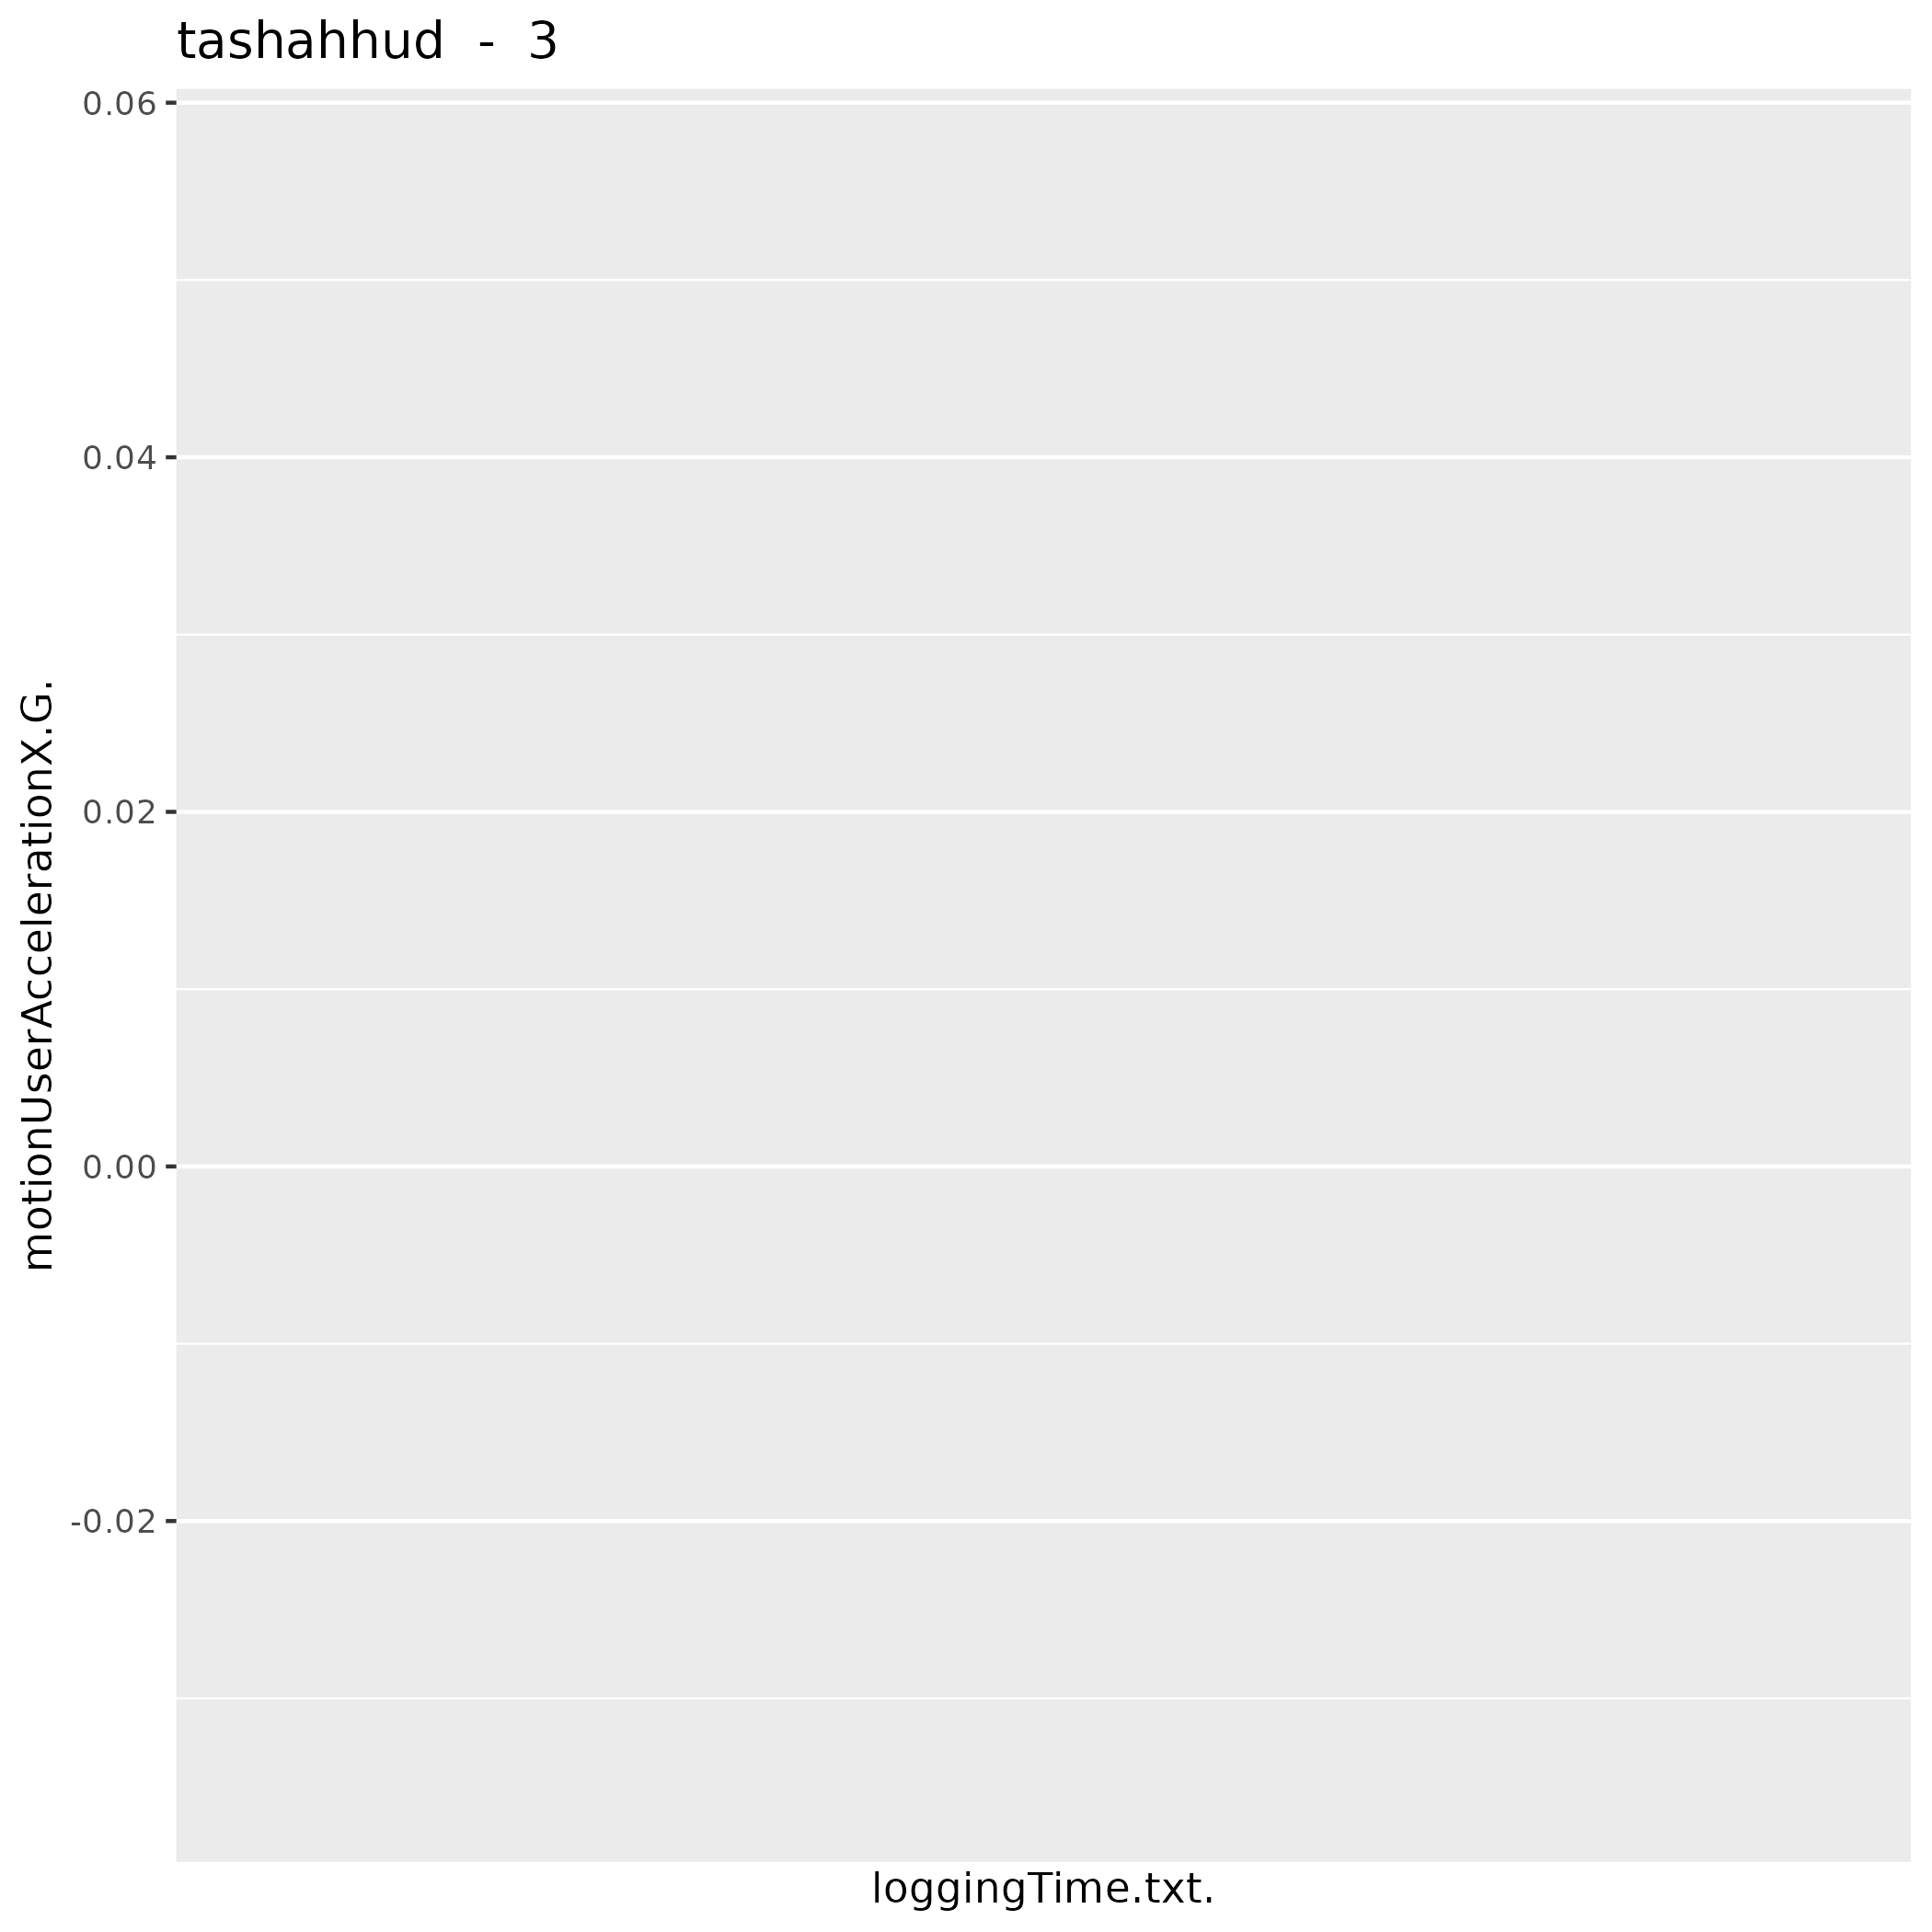 tashahhud - 3
0.06
0.04
0.02
0.00
-0.02
motionUserAccelerationX.G.
loggingTime.txt.